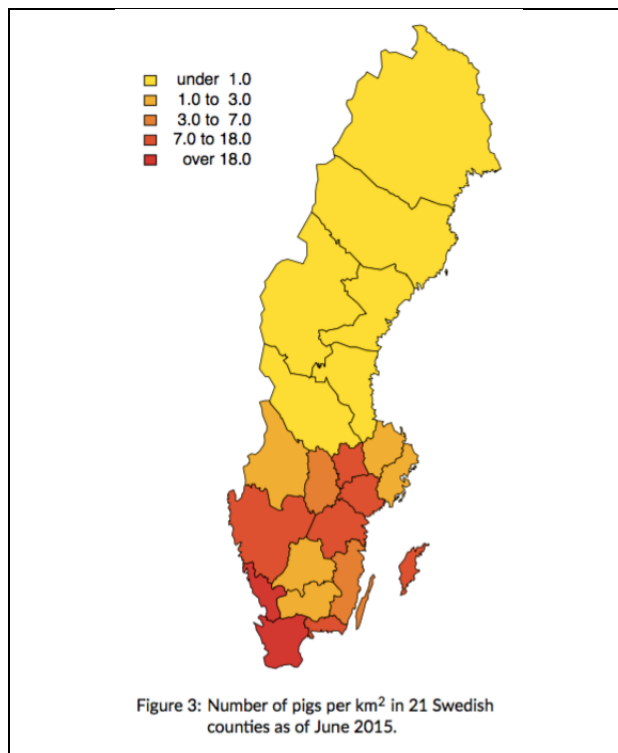 under 1.0
1.0 to 3.0
3.0 to 7.0
7.0 to 18.0
over 18.0
Figure 3: Number of pigs per km² in 21 Swedish
counties as of June 2015.